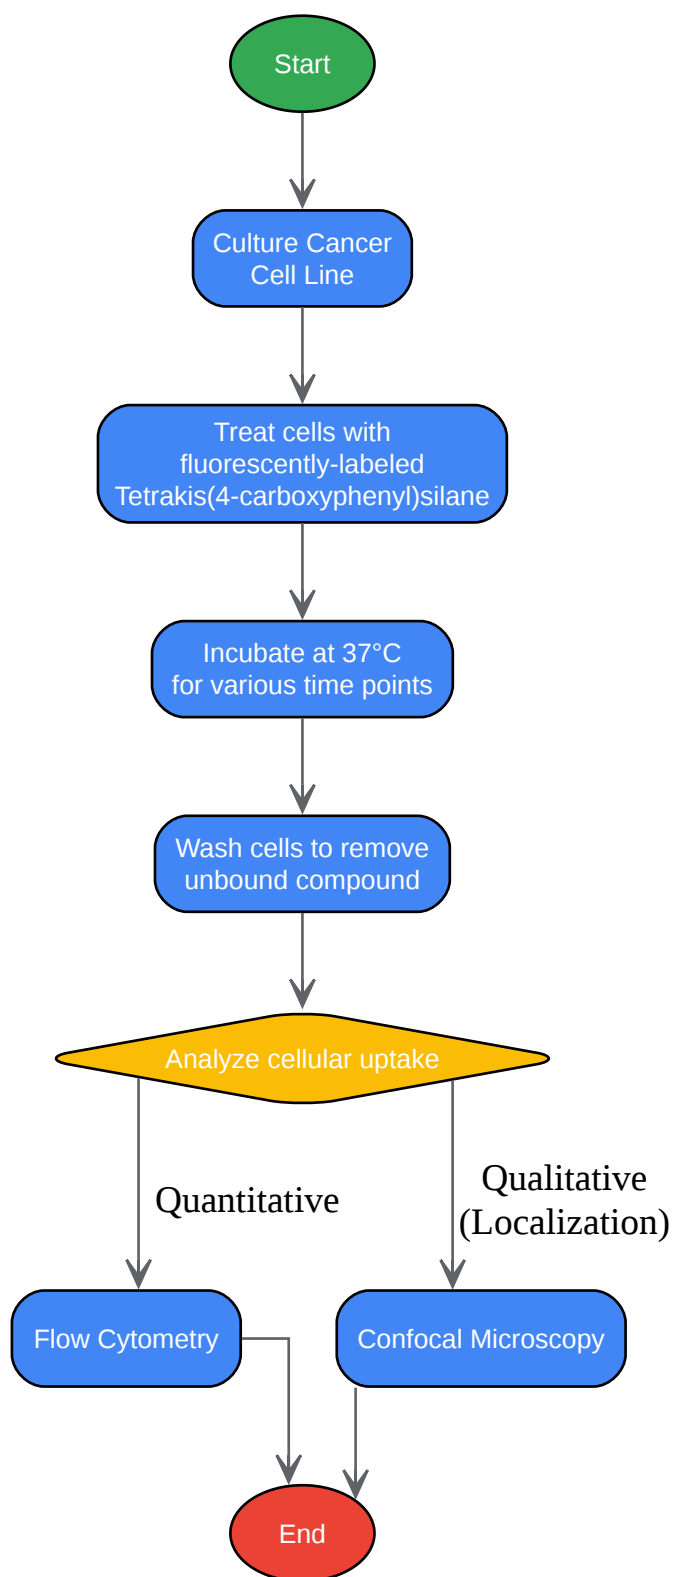 Start
Culture Cancer
Cell Line
Treat cells with
fluorescently-labeled
Tetrakis(4-carboxyphenyl)silane
Incubate at 37°C
for various time points
Wash cells to remove
unbound compound
Analyze cellular uptake
Quantitative
Qualitative
(Localization)
Flow Cytometry
Confocal Microscopy
End